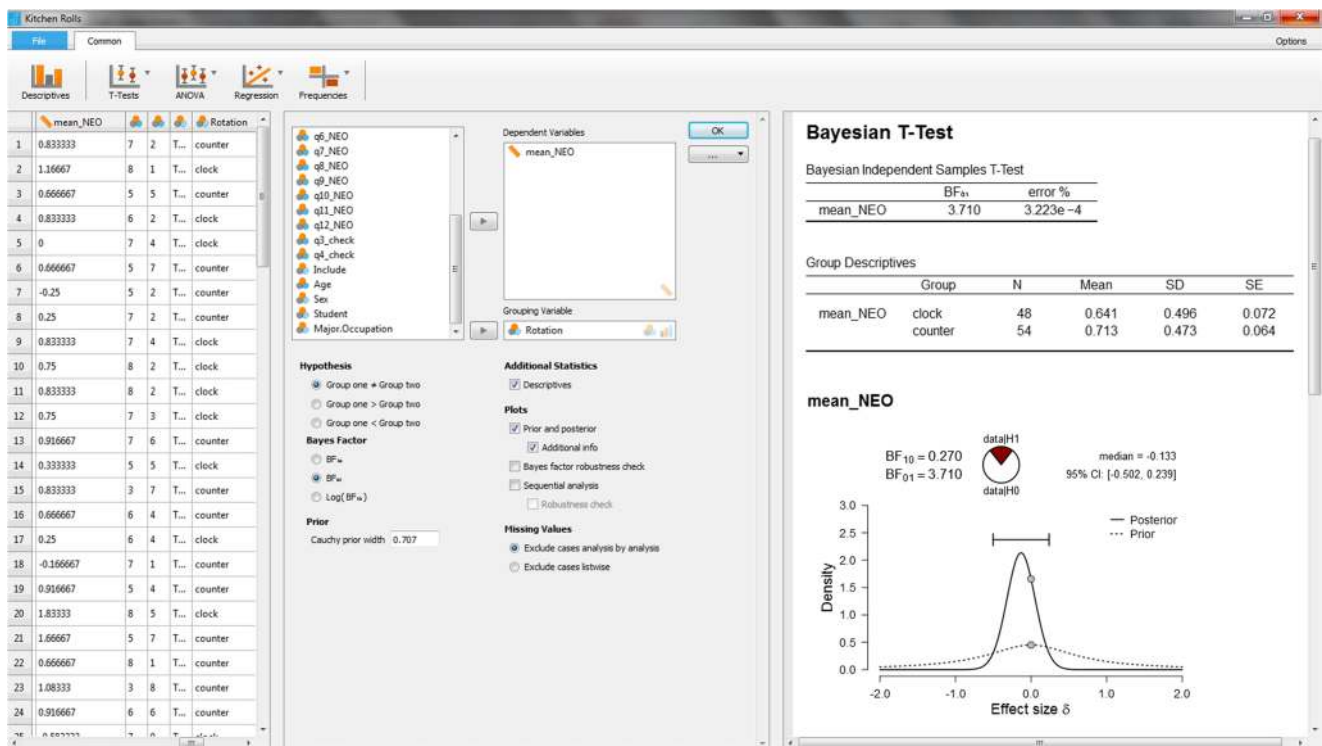 Kitchen Rolls
File Common Options
Descriptives T-Tests ANOVA Regression Frequencies
mean_NEO Rotation
1 0.833333 7 2 T... counter
2 1.16667 8 1 T... clock
3 0.666667 5 5 T... counter
4 0.833333 6 2 T... clock
5 0 7 4 T... clock
6 0.666667 5 7 T... counter
7 -0.25 5 2 T... counter
8 0.25 7 2 T... counter
9 0.833333 7 4 T... clock
10 0.75 8 2 T... clock
11 0.833333 8 2 T... clock
12 0.75 7 3 T... clock
13 0.916667 7 6 T... counter
14 0.333333 5 5 T... clock
15 0.833333 3 7 T... counter
16 0.666667 6 4 T... counter
17 0.25 6 4 T... clock
18 -0.166667 7 1 T... counter
19 0.916667 5 4 T... counter
20 1.83333 8 5 T... clock
21 1.66667 5 7 T... counter
22 0.666667 8 1 T... counter
23 1.08333 3 8 T... counter
24 0.916667 6 6 T... counter
q6_NEO
q7_NEO
q8_NEO
q9_NEO
q10_NEO
q11_NEO
q12_NEO
q3_check
q4_check
Include
Age
Sex
Student
Major.Occupation
Dependent Variables
mean_NEO
OK
...
Grouping Variable
Rotation
Hypothesis
Group one ≠ Group two
Group one > Group two
Group one < Group two
Bayes Factor
BF₁₀
BF₀₁
Log(BF₁₀)
Prior
Cauchy prior width 0.707
Additional Statistics
Descriptives
Plots
Prior and posterior
Additional info
Bayes factor robustness check
Sequential analysis
Robustness check
Missing Values
Exclude cases analysis by analysis
Exclude cases listwise
Bayesian T-Test
Bayesian Independent Samples T-Test
BF₀₁ error %
mean_NEO 3.710 3.223e -4
Group Descriptives
Group N Mean SD SE
mean_NEO clock 48 0.641 0.496 0.072
counter 54 0.713 0.473 0.064
mean_NEO
data|H1
BF₁₀ = 0.270
BF₀₁ = 3.710
data|H0
median = -0.133
95% CI: [-0.502, 0.239]
Posterior
Prior
Density
3.0
2.5
2.0
1.5
1.0
0.5
0.0
-2.0 -1.0 0.0 1.0 2.0
Effect size δ